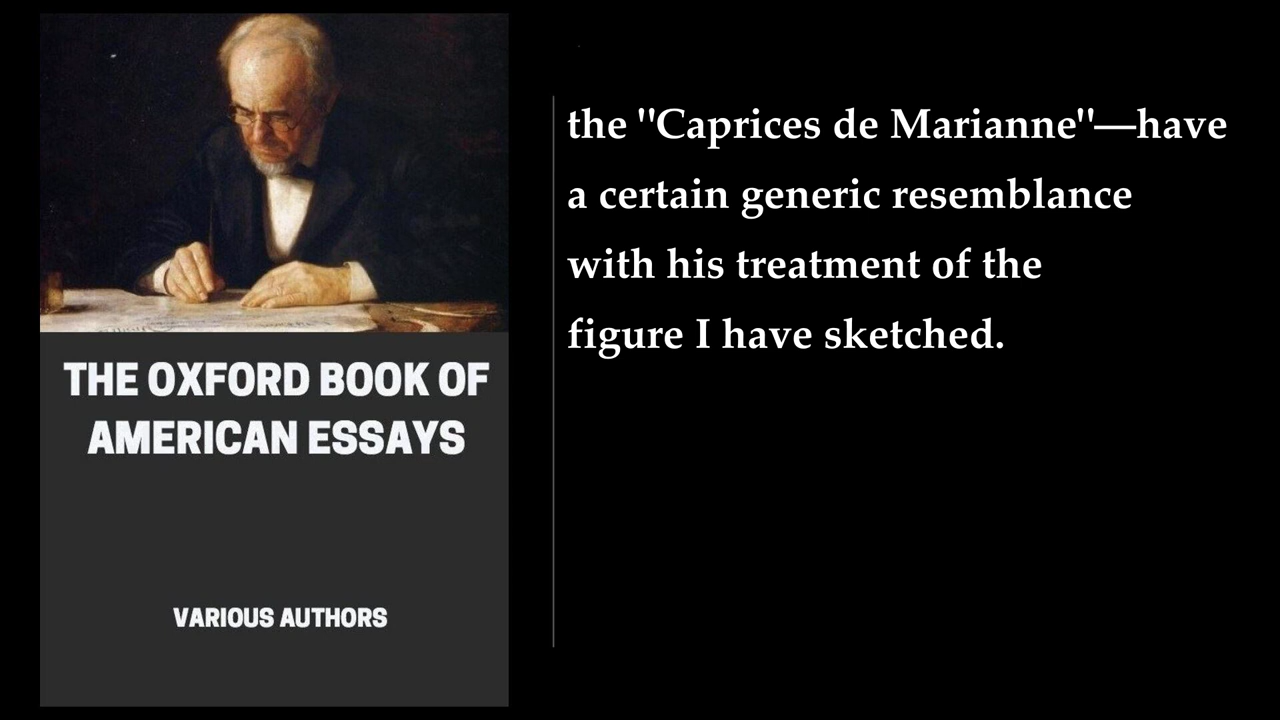 THE OXFORD BOOK OF
AMERICAN ESSAYS
VARIOUS AUTHORS
the "Caprices de Marianne"—have
a certain generic resemblance
with his treatment of the
figure I have sketched.